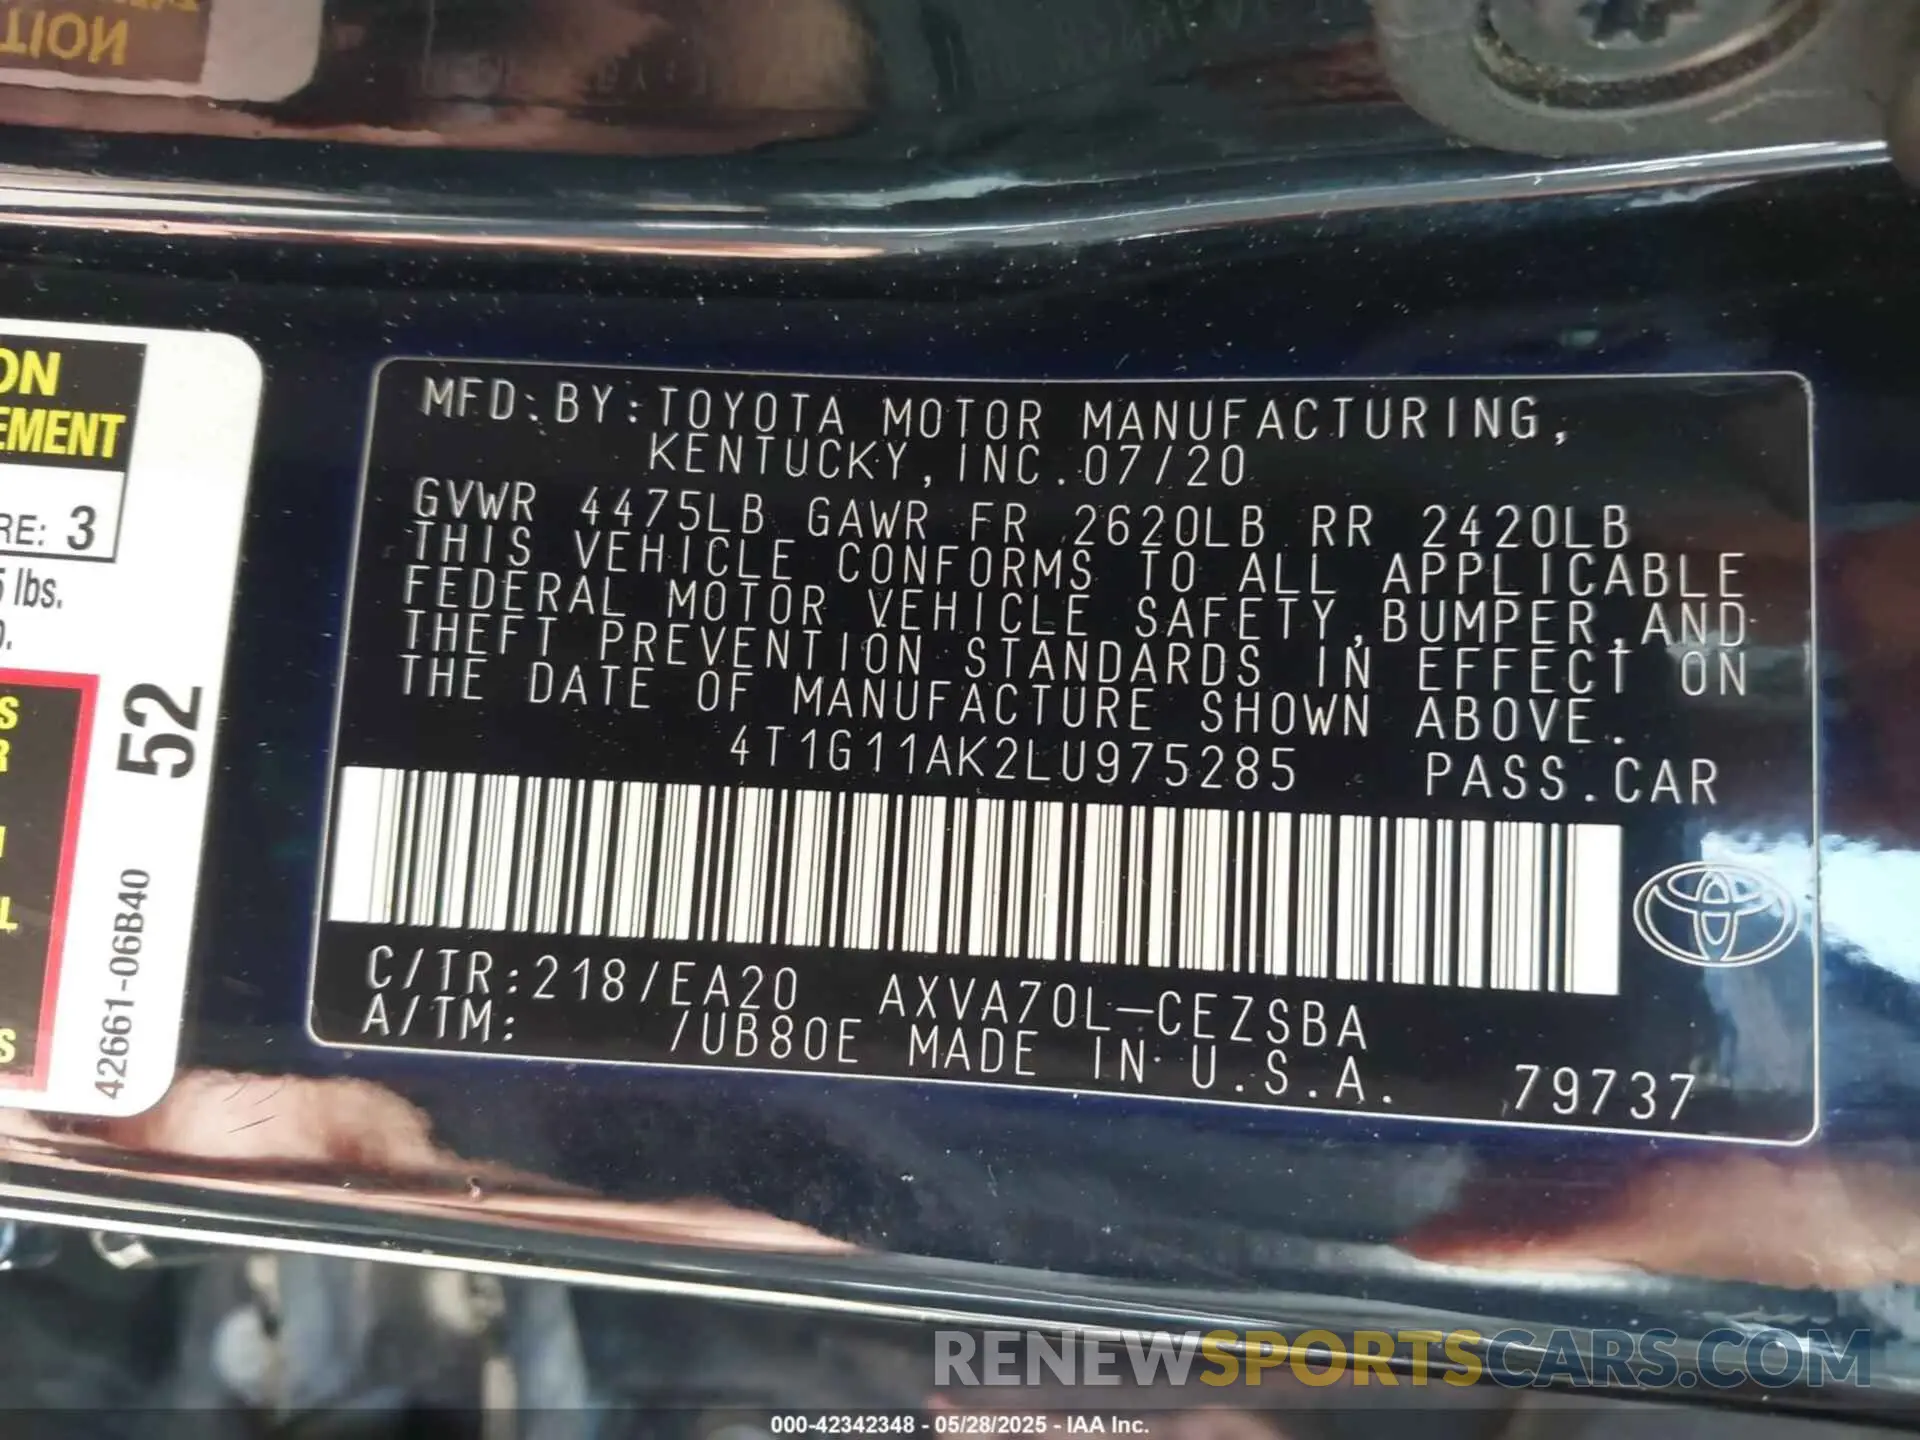 TION
ON
EMENT
RE: 3
5 lbs.
52
42661-06B40
MFD:BY:TOYOTA MOTOR MANUFACTURING,
KENTUCKY, INC. 07/20
GVWR 4475LB GAWR FR 2620LB RR 2420LB
THIS VEHICLE CONFORMS TO ALL APPLICABLE
FEDERAL MOTOR VEHICLE SAFETY,BUMPER,AND
THEFT PREVENTION STANDARDS IN EFFECT ON
THE DATE OF MANUFACTURE SHOWN ABOVE.
4T1G11AK2LU975285 PASS.CAR
C/TR:218/EA20 AXVA70L-CEZSBA
A/TM: /UB80E MADE IN U.S.A.
79737
RENEWSPORTSCARS.COM
000-42342348 - 05/28/2025 - IAA Inc.